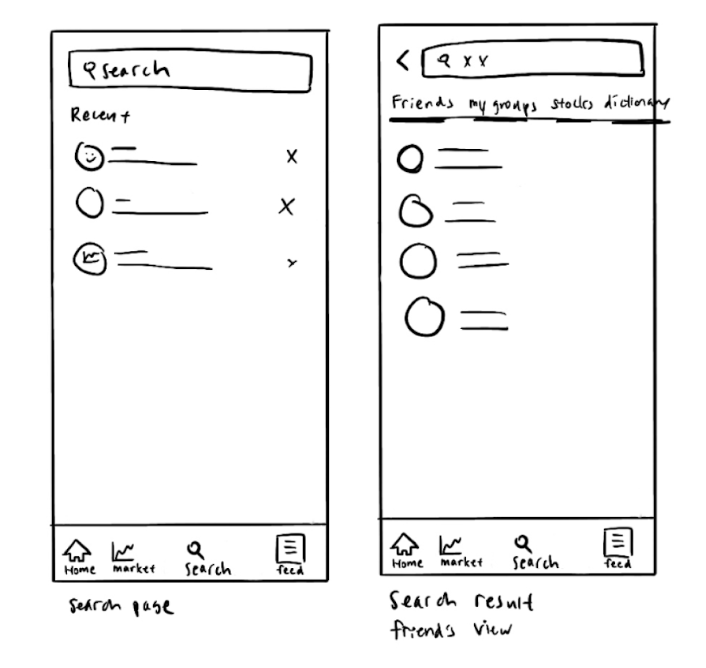 search
Recent
x
x
x
Home market Search feed
search page
< x x
Friends my groups stocks dictionary
Home market Search feed
Search result
friends view